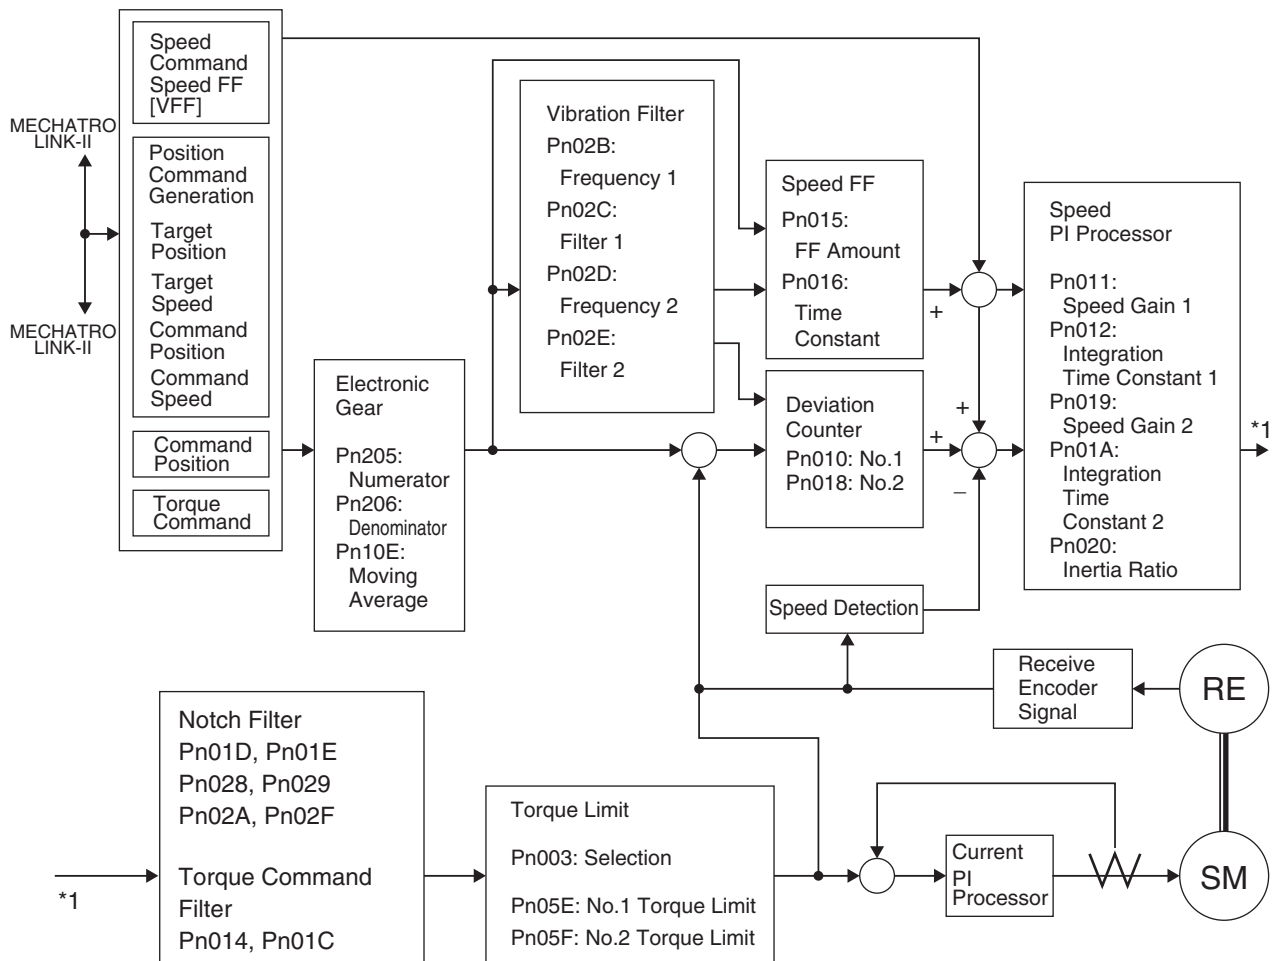 MECHATRO
LINK-II
MECHATRO
LINK-II
Speed
Command
Speed FF
[VFF]
Position
Command
Generation
Target
Position
Target
Speed
Command
Position
Command
Speed
Command
Position
Torque
Command
Electronic
Gear
Pn205:
Numerator
Pn206:
Denominator
Pn10E:
Moving
Average
Vibration Filter
Pn02B:
Frequency 1
Pn02C:
Filter 1
Pn02D:
Frequency 2
Pn02E:
Filter 2
Speed FF
Pn015:
FF Amount
Pn016:
Time
Constant
Deviation
Counter
Pn010: No.1
Pn018: No.2
+
+
+
−
Speed
PI Processor
Pn011:
Speed Gain 1
Pn012:
Integration
Time Constant 1
Pn019:
Speed Gain 2
Pn01A:
Integration
Time
Constant 2
Pn020:
Inertia Ratio
*1
Speed Detection
Receive
Encoder
Signal
RE
*1
Notch Filter
Pn01D, Pn01E
Pn028, Pn029
Pn02A, Pn02F
Torque Command
Filter
Pn014, Pn01C
Torque Limit
Pn003: Selection
Pn05E: No.1 Torque Limit
Pn05F: No.2 Torque Limit
Current
PI
Processor
SM